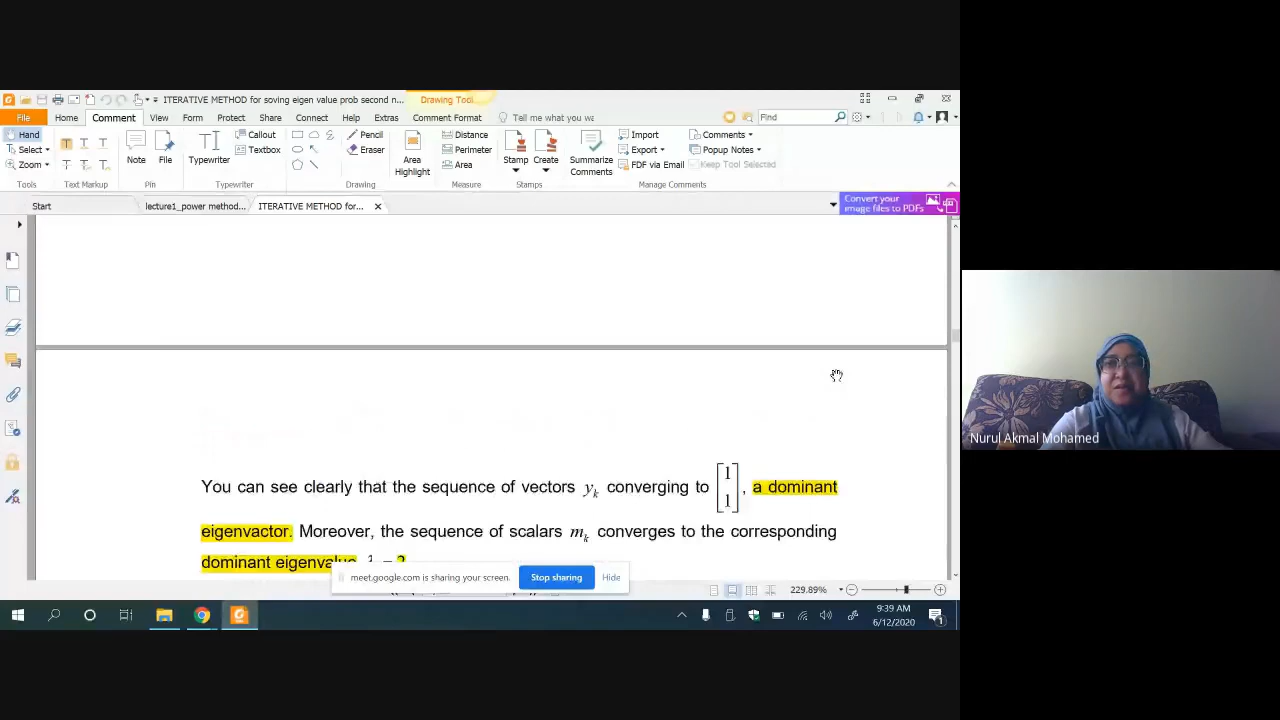 ITERATIVE METHOD for soving eigen value prob second n...
Drawing Tool
File Home Comment View Form Protect Share Connect Help Extras Comment Format Tell me you wa Find
Hand
Select
Zoom
Tools
Text Markup
Note
File
Pin
Typewriter
Callout
Textbox
Typewriter
Pencil
Eraser
Drawing
Area
Highlight
Distance
Perimeter
Area
Measure
Stamp
Create
Stamps
Summarize
Comments
Import
Export
FDF via Email
Comments
Popup Notes
Keep Tool Selected
Manage Comments
Start
lecture1_power method...
ITERATIVE METHOD for...
Convert your
image files to PDFs
You can see clearly that the sequence of vectors yk converging to [1 1], a dominant
eigenvactor. Moreover, the sequence of scalars mk converges to the corresponding
dominant eigenvalue
meet.google.com is sharing your screen. Stop sharing Hide
229.89%
9:39 AM
6/12/2020
1
Nurul Akmal Mohamed